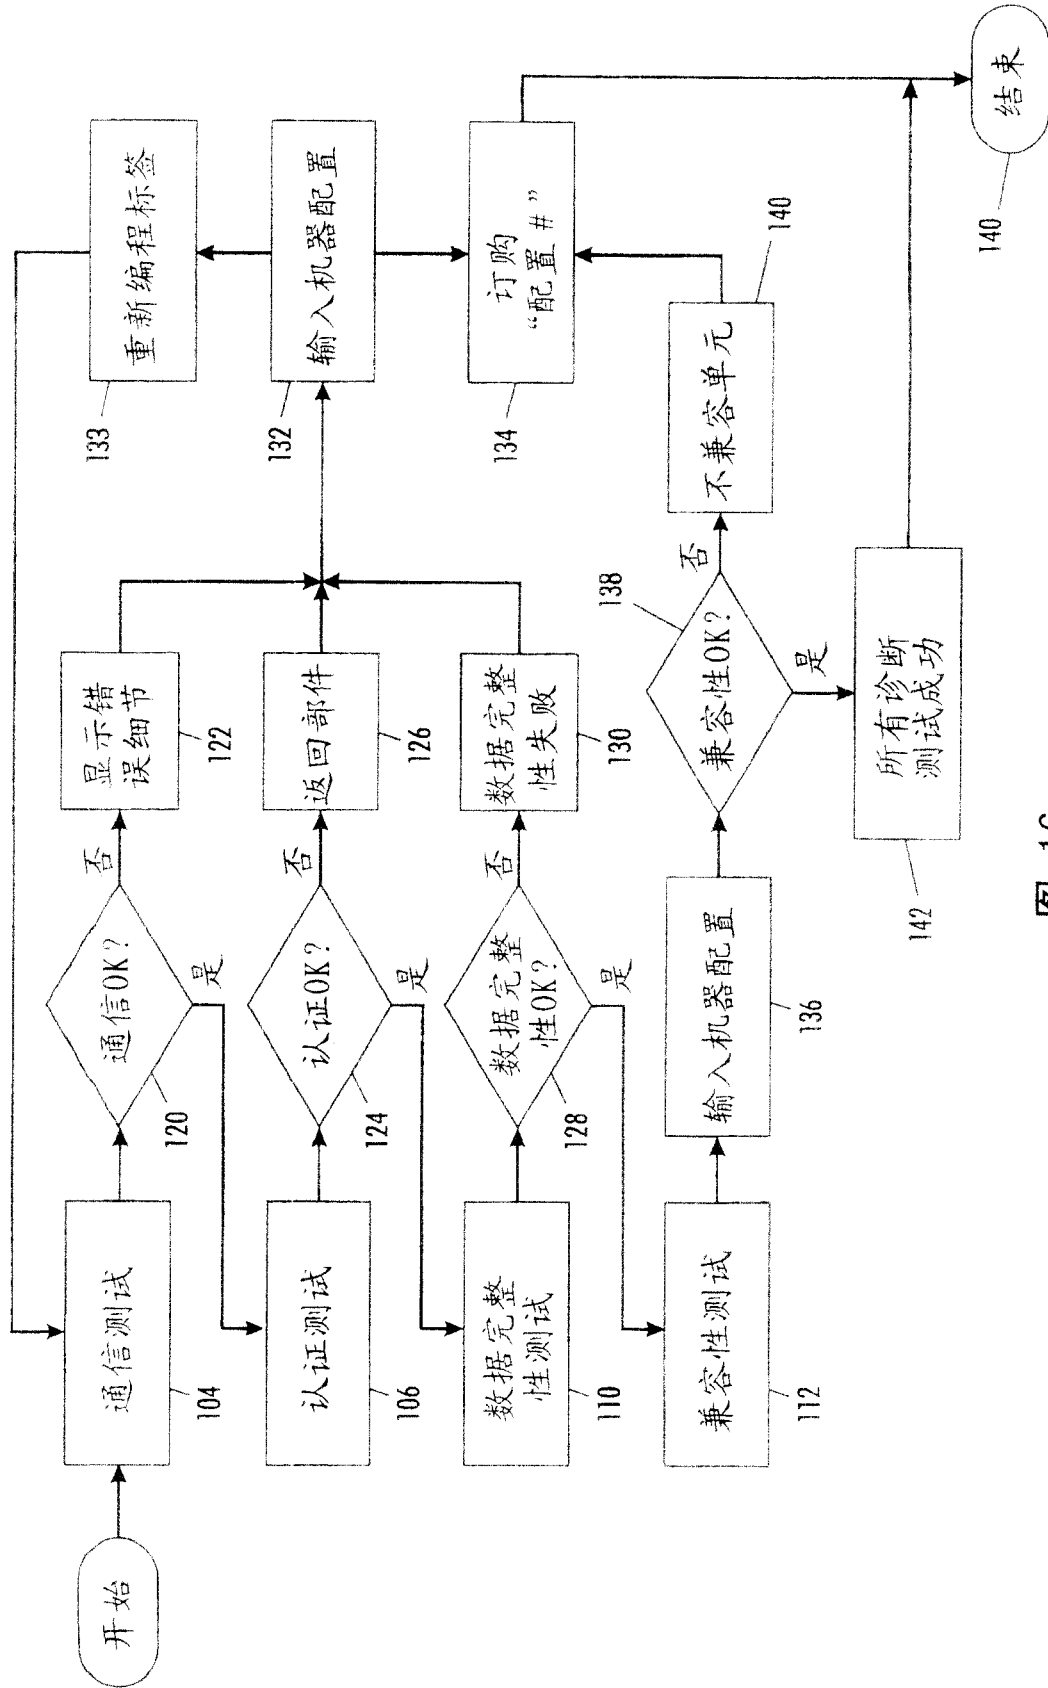 开始
通信测试
104
通信OK?
120
否
是
显示错
误细节
122
重新编程标签
133
认证测试
106
认证OK?
124
否
是
返回部件
126
输入机器配置
132
数据完整
性测试
110
数据完整
性OK?
128
否
是
数据完整
性失败
130
订购
“配置#”
134
兼容性测试
112
输入机器配置
136
兼容性OK?
138
否
是
不兼容单元
140
所有诊断
测试成功
142
结束
140
图